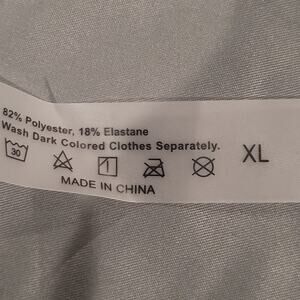 82% Polyester, 18% Elastane
Wash Dark Colored Clothes Separately.
30
XL
MADE IN CHINA